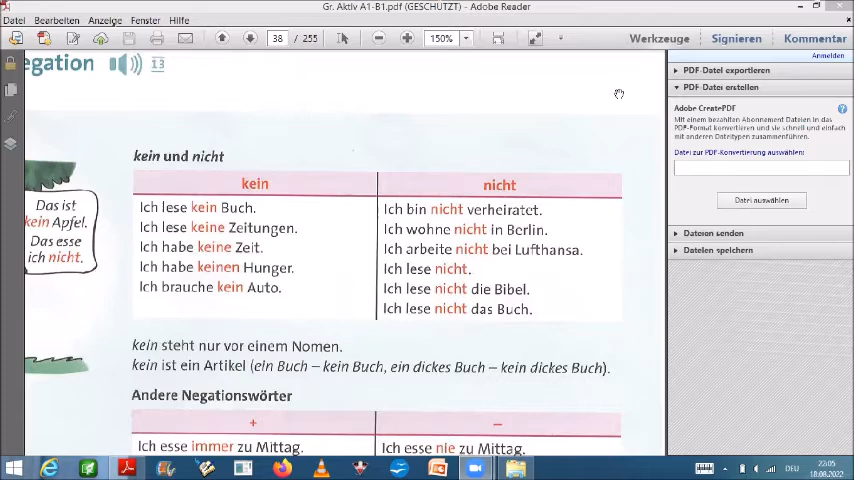 Gr. Aktiv A1-B1.pdf (GESCHÜTZT) - Adobe Reader
Datei Bearbeiten Anzeige Fenster Hilfe
38 / 255 150% Werkzeuge Signieren Kommentar
Anmelden
egation 13
PDF-Datei exportieren
PDF-Datei erstellen
Adobe CreatePDF
Mit einem bezahlten Abonnement Dateien in das
PDF-Format konvertieren und sie schnell und einfach
mit anderen Dateitypen zusammenführen.
Datei zur PDF-Konvertierung auswählen:
Datei auswählen
Dateien senden
Dateien speichern
kein und nicht
kein nicht
Das ist
kein Apfel.
Das esse
ich nicht.
Ich lese kein Buch.
Ich lese keine Zeitungen.
Ich habe keine Zeit.
Ich habe keinen Hunger.
Ich brauche kein Auto.
Ich bin nicht verheiratet.
Ich wohne nicht in Berlin.
Ich arbeite nicht bei Lufthansa.
Ich lese nicht.
Ich lese nicht die Bibel.
Ich lese nicht das Buch.
kein steht nur vor einem Nomen.
kein ist ein Artikel (ein Buch – kein Buch, ein dickes Buch – kein dickes Buch).
Andere Negationswörter
+ –
Ich esse immer zu Mittag. Ich esse nie zu Mittag.
DEU
22:05
18.08.2022